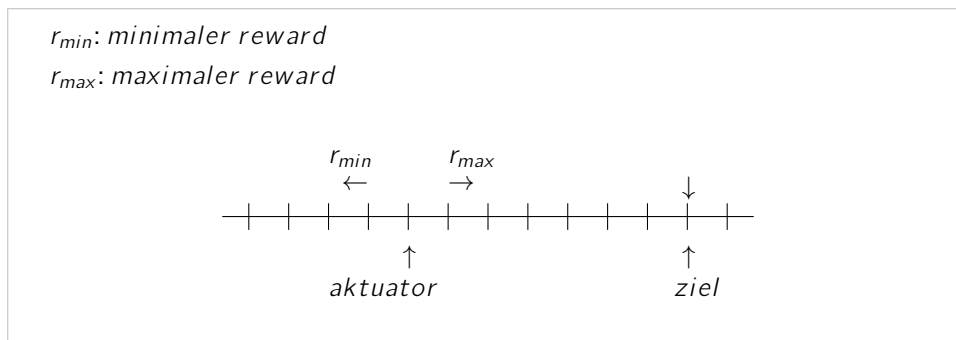 r_min: minimaler reward
r_max: maximaler reward
r_min r_max
← → ↓
↑ ↑
aktuator ziel